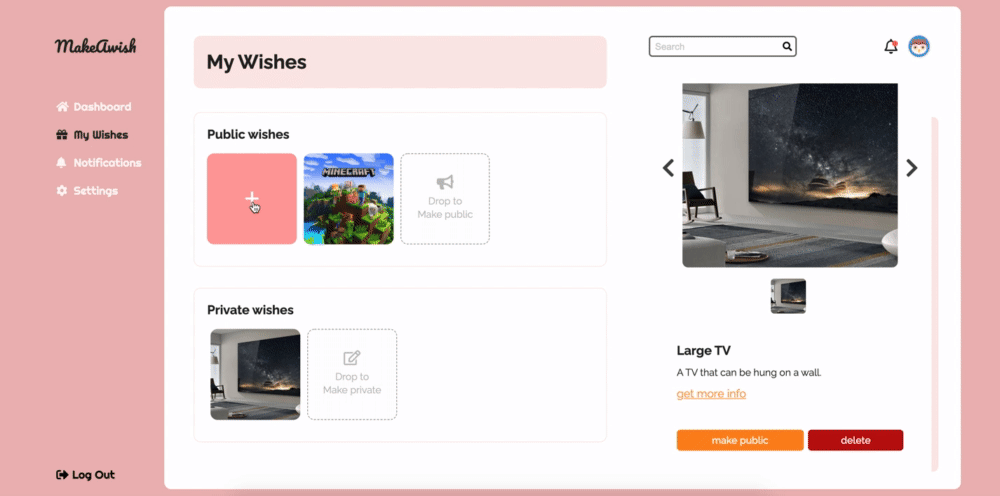 MakeAwish
Dashboard
My Wishes
Notifications
Settings
Log Out
My Wishes
Public wishes
MINECRAFT
Drop to
Make public
Private wishes
Drop to
Make private
Search
Large TV
A TV that can be hung on a wall.
get more info
make public
delete